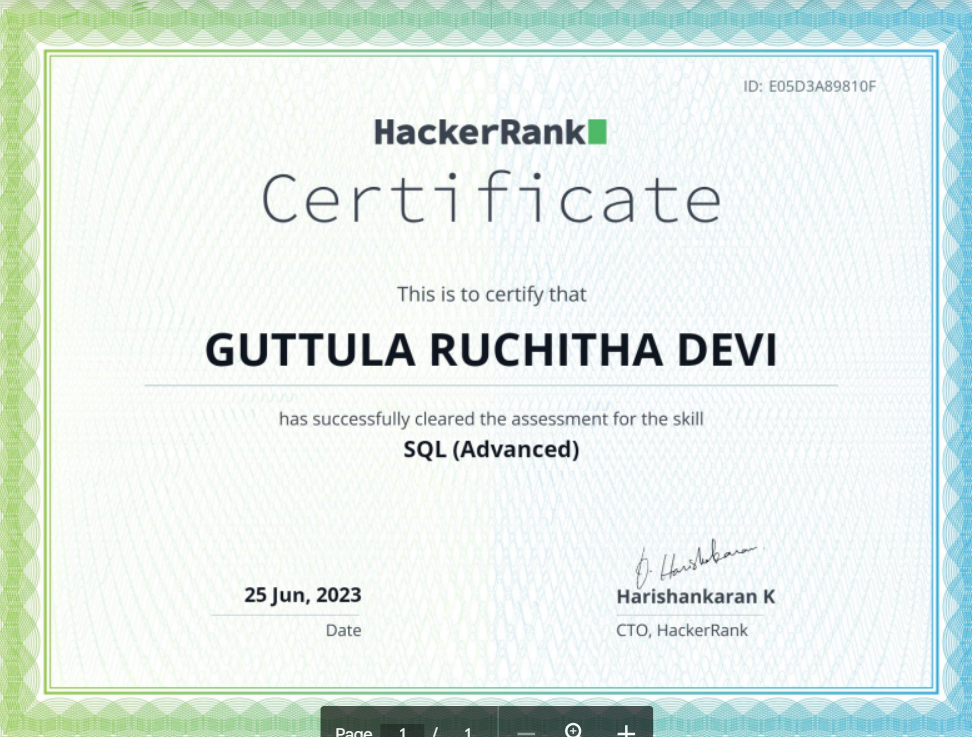 ID: E05D3A89810F
HackerRank
Certificate
This is to certify that
GUTTULA RUCHITHA DEVI
has successfully cleared the assessment for the skill
SQL (Advanced)
25 Jun, 2023
Date
Harishankaran K
CTO, HackerRank
Page 1 / 1